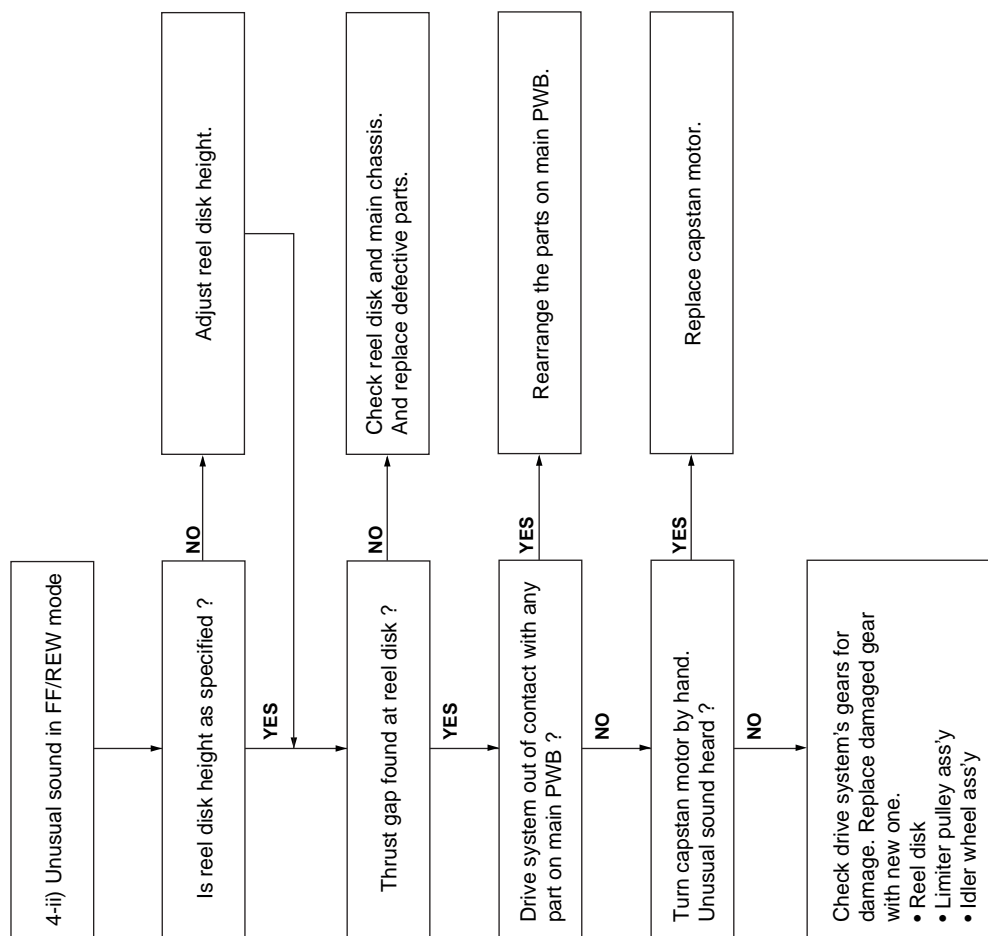 4-ii) Unusual sound in FF/REW mode
Is reel disk height as specified ?
NO
Adjust reel disk height.
YES
Thrust gap found at reel disk ?
NO
Check reel disk and main chassis.
And replace defective parts.
YES
Drive system out of contact with any
part on main PWB ?
YES
Rearrange the parts on main PWB.
NO
Turn capstan motor by hand.
Unusual sound heard ?
YES
Replace capstan motor.
NO
Check drive system's gears for
damage. Replace damaged gear
with new one.
• Reel disk
• Limiter pulley ass'y
• Idler wheel ass'y